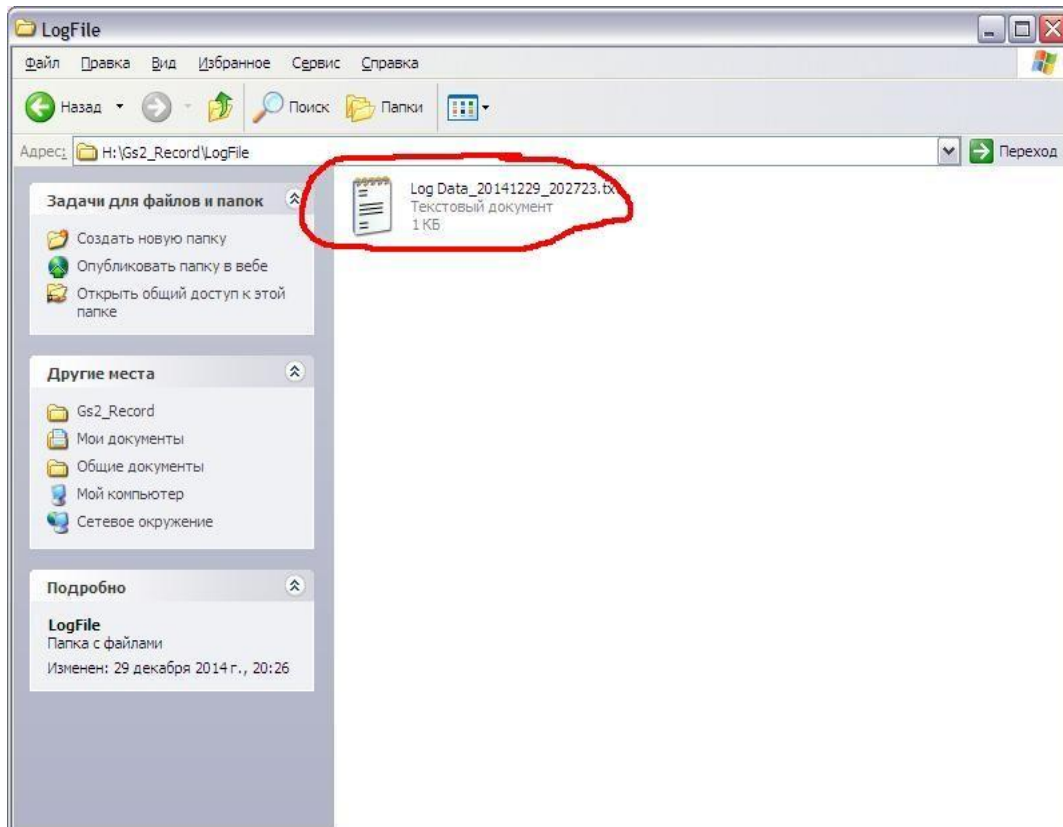 LogFile
Файл Правка Вид Избранное Сервис Справка
Назад Поиск Папки
Адрес: H:\Gs2_Record\LogFile Переход
Задачи для файлов и папок
Создать новую папку
Опубликовать папку в вебе
Открыть общий доступ к этой
папке
Другие места
Gs2_Record
Мои документы
Общие документы
Мой компьютер
Сетевое окружение
Подробно
LogFile
Папка с файлами
Изменен: 29 декабря 2014 г., 20:26
Log Data_20141229_202723.txt
Текстовый документ
1 КБ